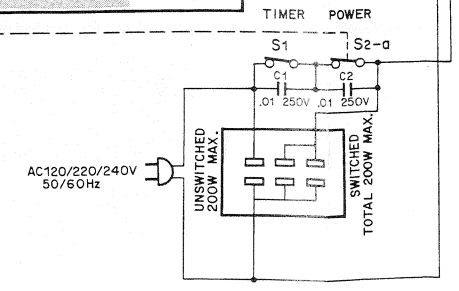 TIMER POWER
S1 S2-a
C1 C2
.01 250V .01 250V
AC120/220/240V
50/60Hz
UNSWITCHED
200W MAX.
SWITCHED
TOTAL 200W MAX.